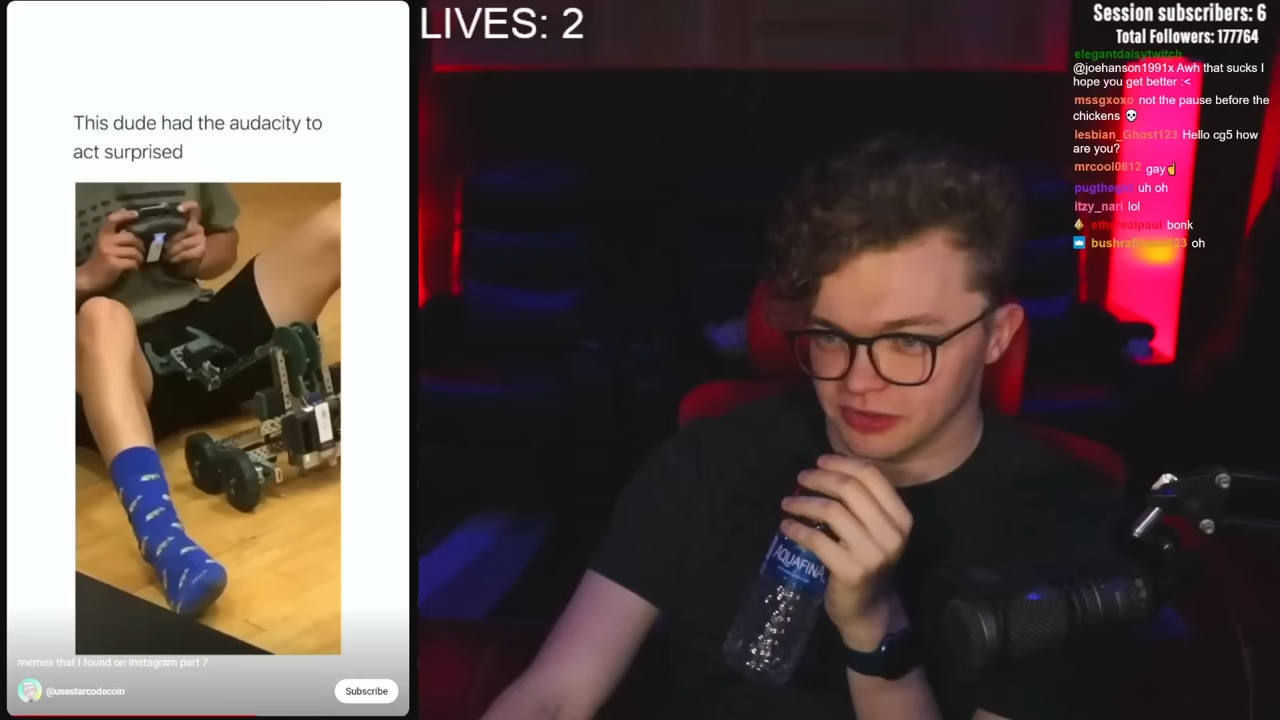 This dude had the audacity to
act surprised
memes that I found on Instagram part 7
@usestarcodecoin
Subscribe
LIVES: 2
AQUAFINA
Session subscribers: 6
Total Followers: 177764
elegantdaisytwitch
@joehanson1991x Awh that sucks I
hope you get better :<
mssgxoxo not the pause before the
chickens 💀
lesbian_Ghost123 Hello cg5 how
are you?
mrcool0612 gay☝
uh oh
itzy_nari lol
etherealpaul bonk
oh